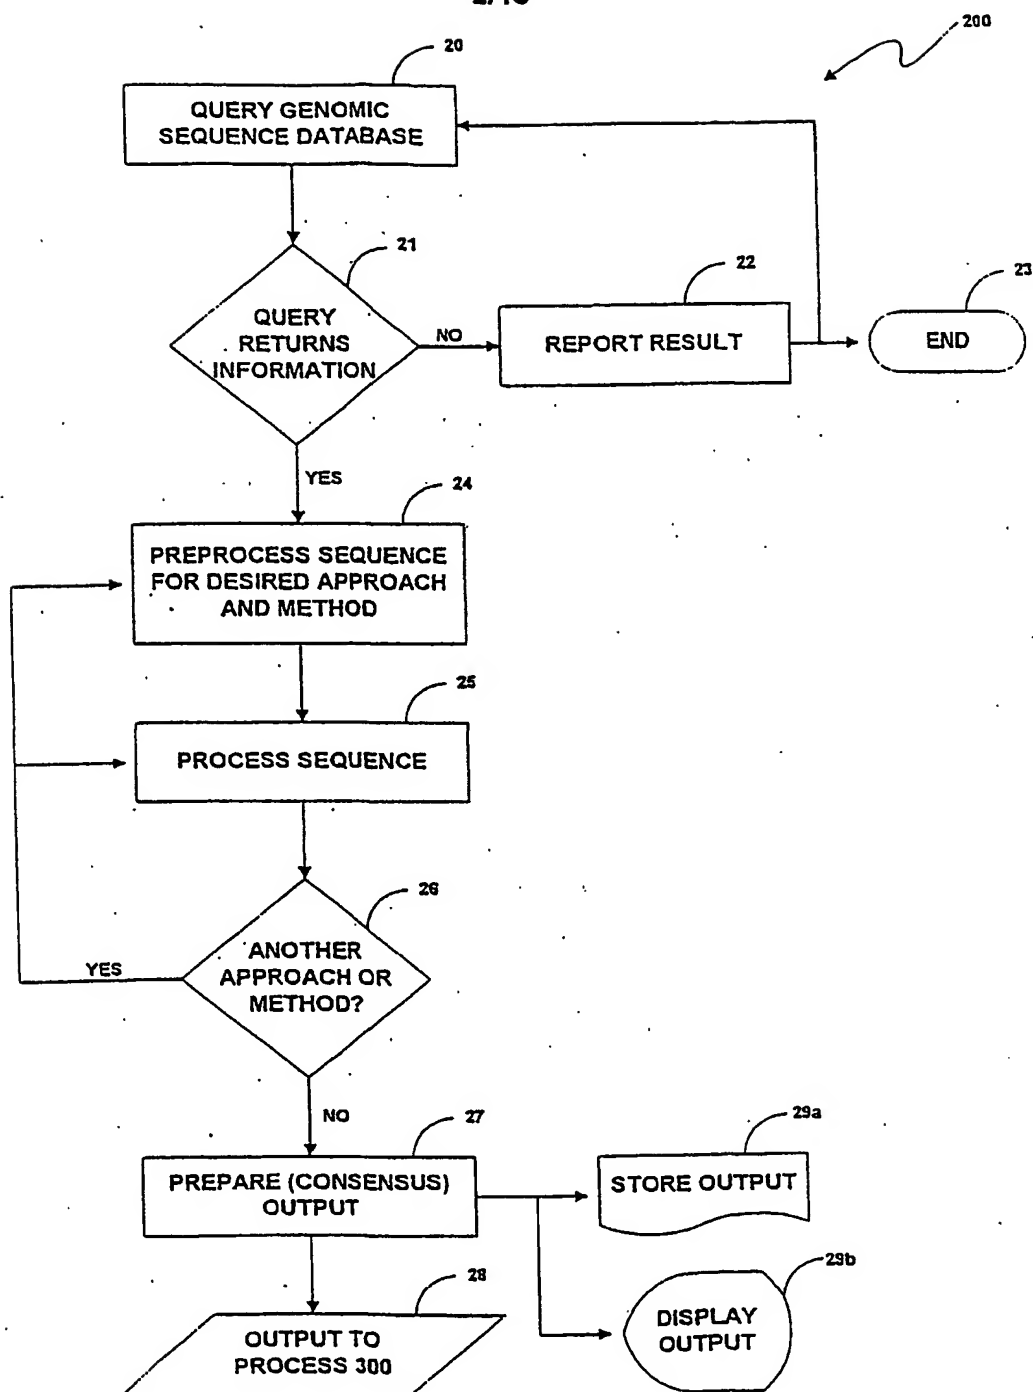 200
20
QUERY GENOMIC
SEQUENCE DATABASE
21
QUERY
RETURNS
INFORMATION
NO
22
REPORT RESULT
23
END
YES
24
PREPROCESS SEQUENCE
FOR DESIRED APPROACH
AND METHOD
25
PROCESS SEQUENCE
26
ANOTHER
APPROACH OR
METHOD?
YES
NO
27
PREPARE (CONSENSUS)
OUTPUT
29a
STORE OUTPUT
28
OUTPUT TO
PROCESS 300
29b
DISPLAY
OUTPUT